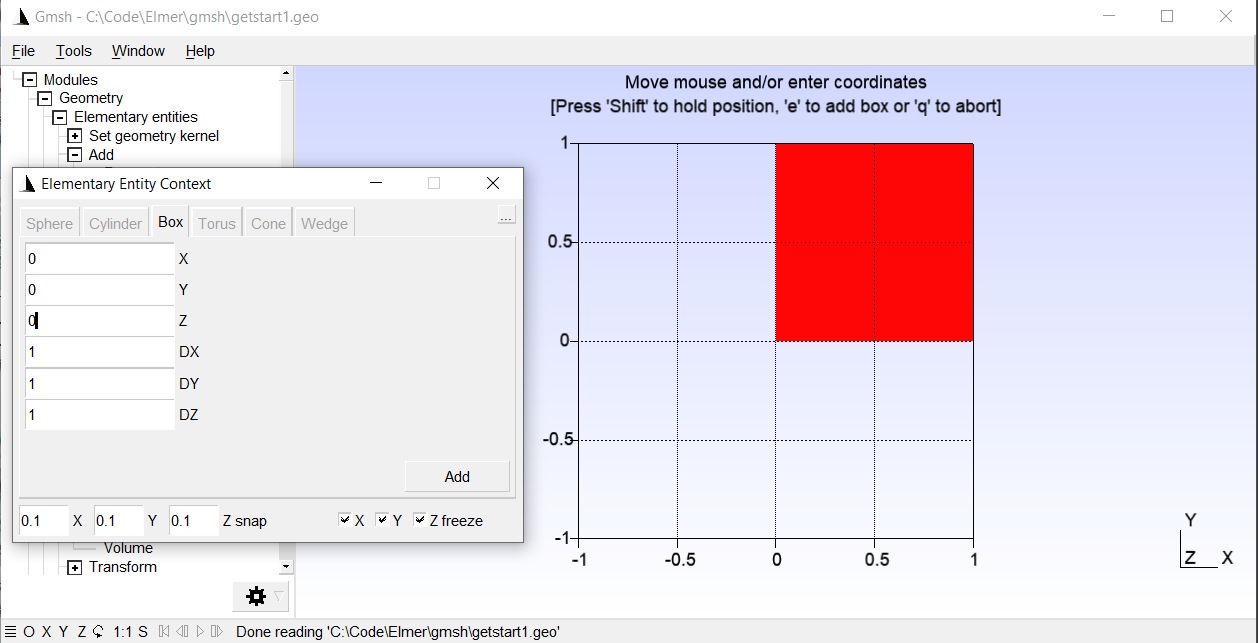 Gmsh - C:\Code\Elmer\gmsh\getstart1.geo
File Tools Window Help
Modules
Geometry
Elementary entities
Set geometry kernel
Add
Elementary Entity Context
Sphere Cylinder Box Torus Cone Wedge ...
0 X
0 Y
0 Z
1 DX
1 DY
1 DZ
Add
0.1 X 0.1 Y 0.1 Z snap X Y Z freeze
Volume
Transform
Move mouse and/or enter coordinates
[Press 'Shift' to hold position, 'e' to add box or 'q' to abort]
1
0.5
0
-0.5
-1
-1 -0.5 0 0.5 1
Y
Z X
O X Y Z 1:1 S Done reading 'C:\Code\Elmer\gmsh\getstart1.geo'